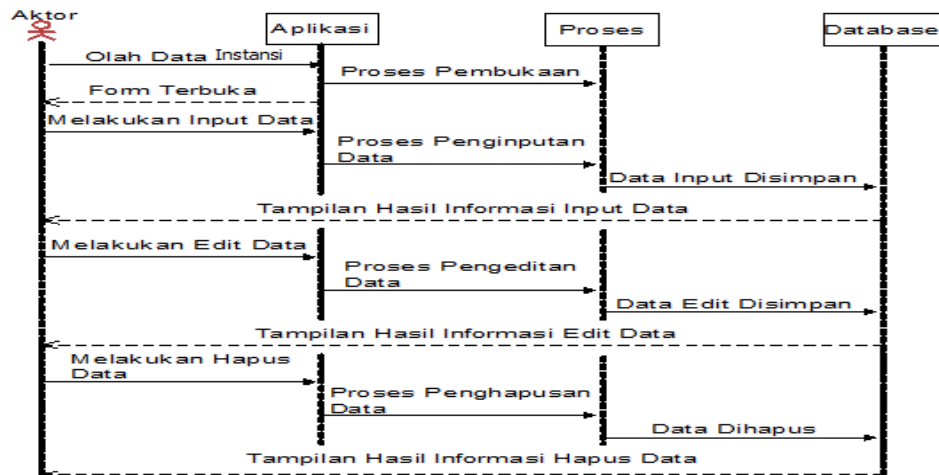 Aktor
Aplikasi
Proses
Database
Olah Data Instansi
Proses Pembukaan
Form Terbuka
Melakukan Input Data
Proses Penginputan
Data
Data Input Disimpan
Tampilan Hasil Informasi Input Data
Melakukan Edit Data
Proses Pengeditan
Data
Data Edit Disimpan
Tampilan Hasil Informasi Edit Data
Melakukan Hapus
Data
Proses Penghapusan
Data
Data Dihapus
Tampilan Hasil Informasi Hapus Data